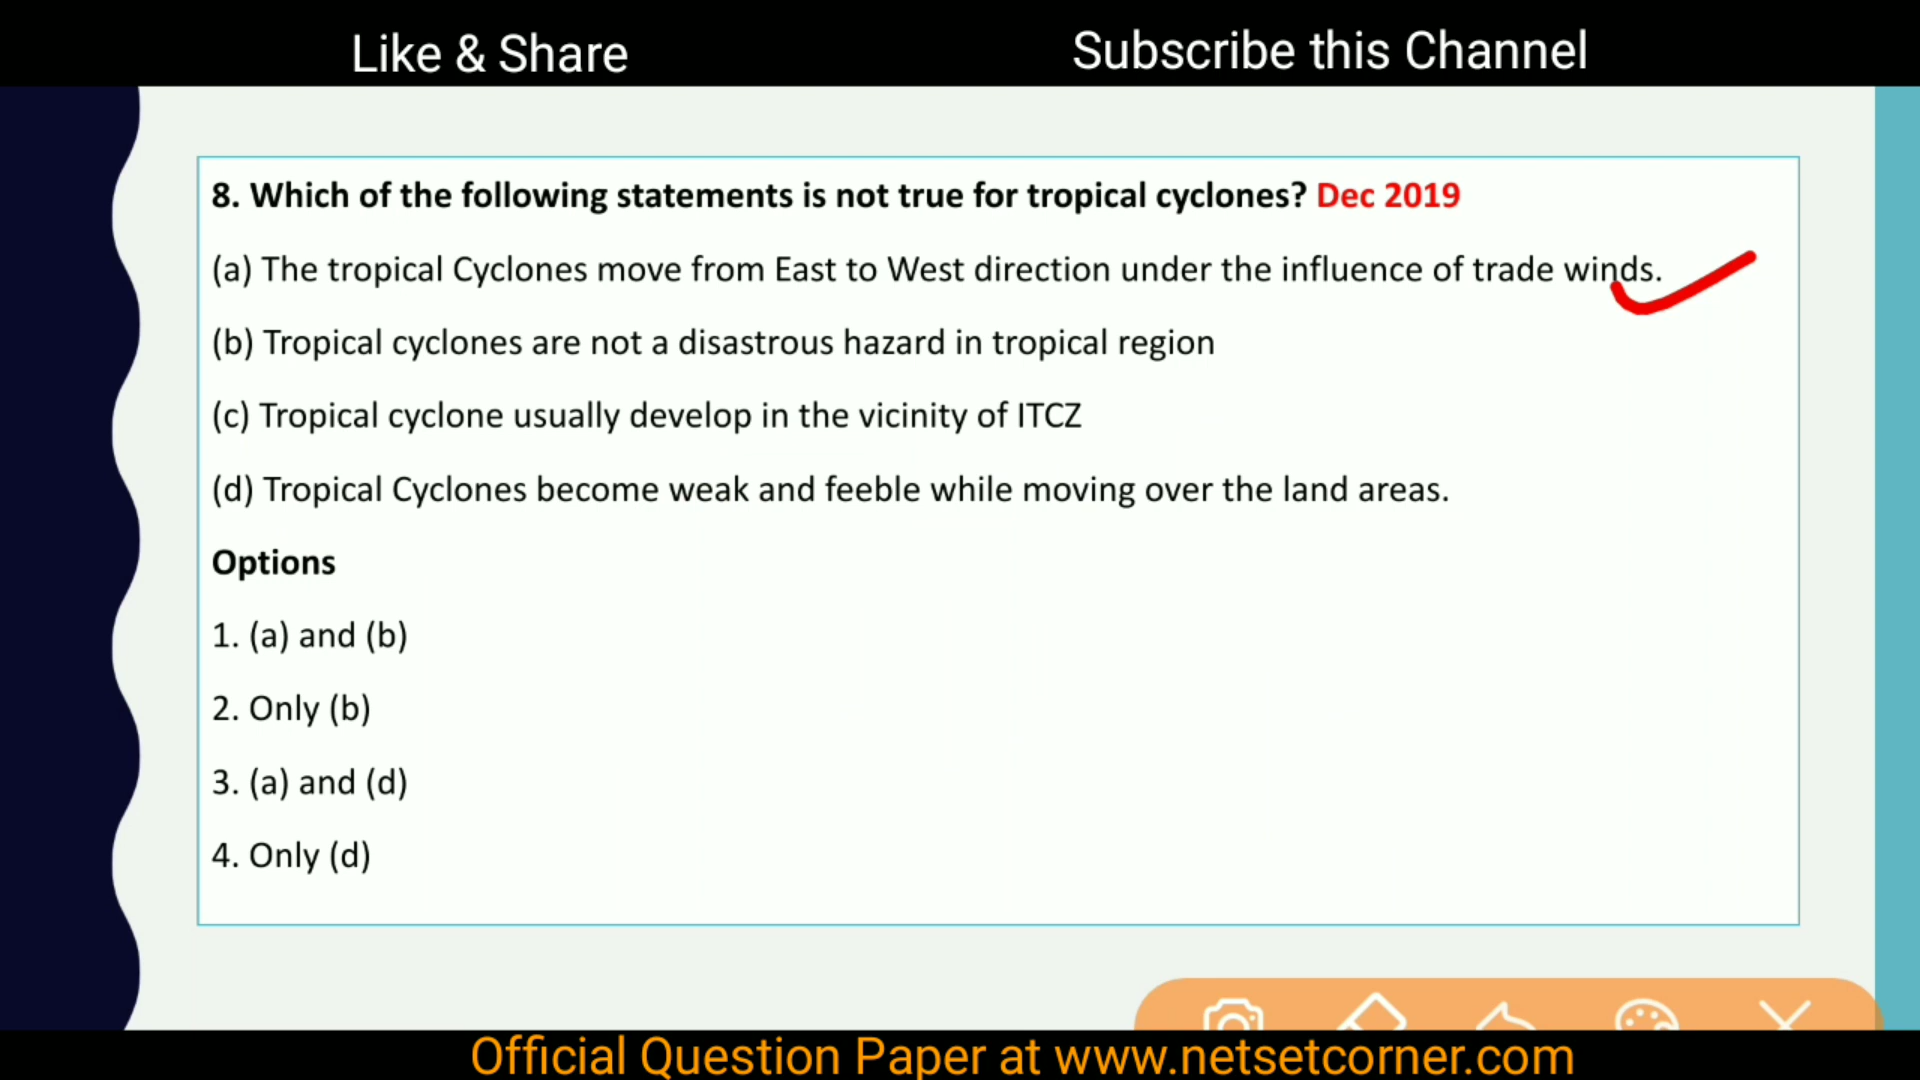 Like & Share
Subscribe this Channel
8. Which of the following statements is not true for tropical cyclones? Dec 2019
(a) The tropical Cyclones move from East to West direction under the influence of trade winds.
(b) Tropical cyclones are not a disastrous hazard in tropical region
(c) Tropical cyclone usually develop in the vicinity of ITCZ
(d) Tropical Cyclones become weak and feeble while moving over the land areas.
Options
1. (a) and (b)
2. Only (b)
3. (a) and (d)
4. Only (d)
Official Question Paper at www.netsetcorner.com